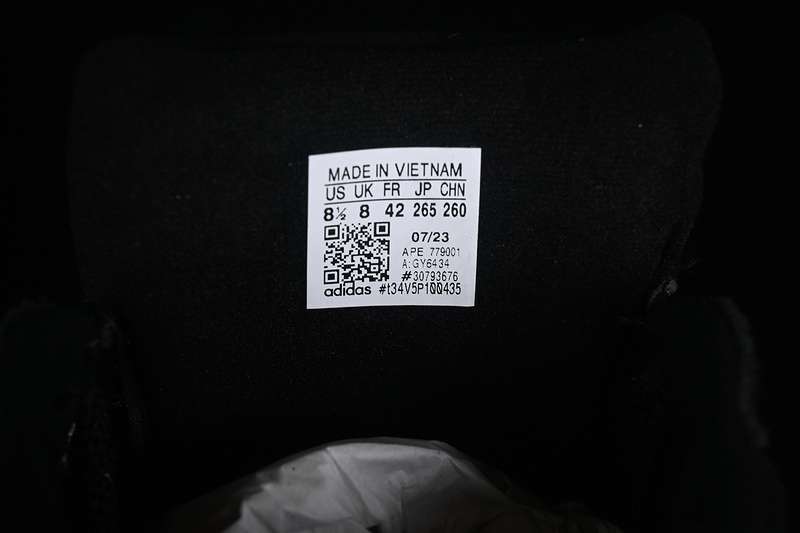 MADE IN VIETNAM
US UK FR JP CHN
8½ 8 42 265 260
07/23
APE 779001
A:GY6434
#30793676
adidas #t34V5P100435